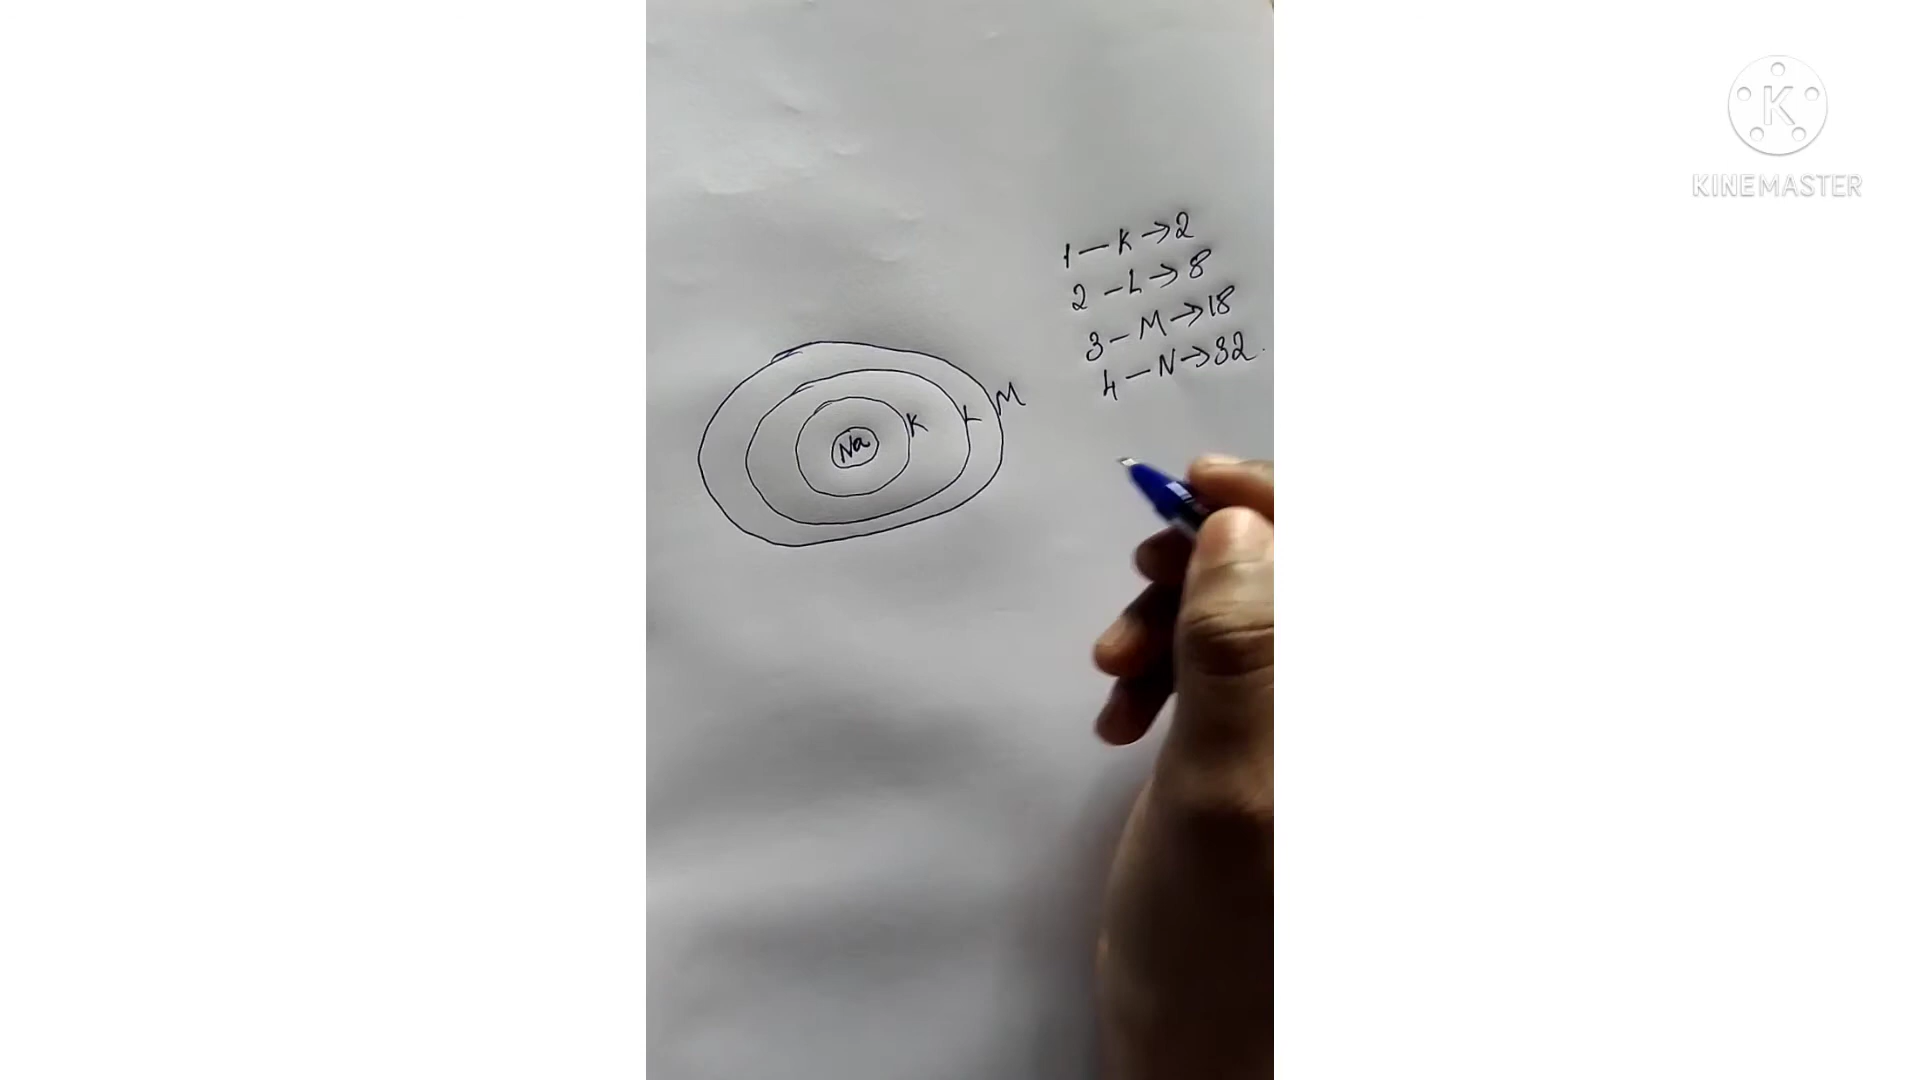 1 – K → 2
2 – L → 8
3 – M → 18
4 – N → 32
Na
K
L
M
K
KINEMASTER